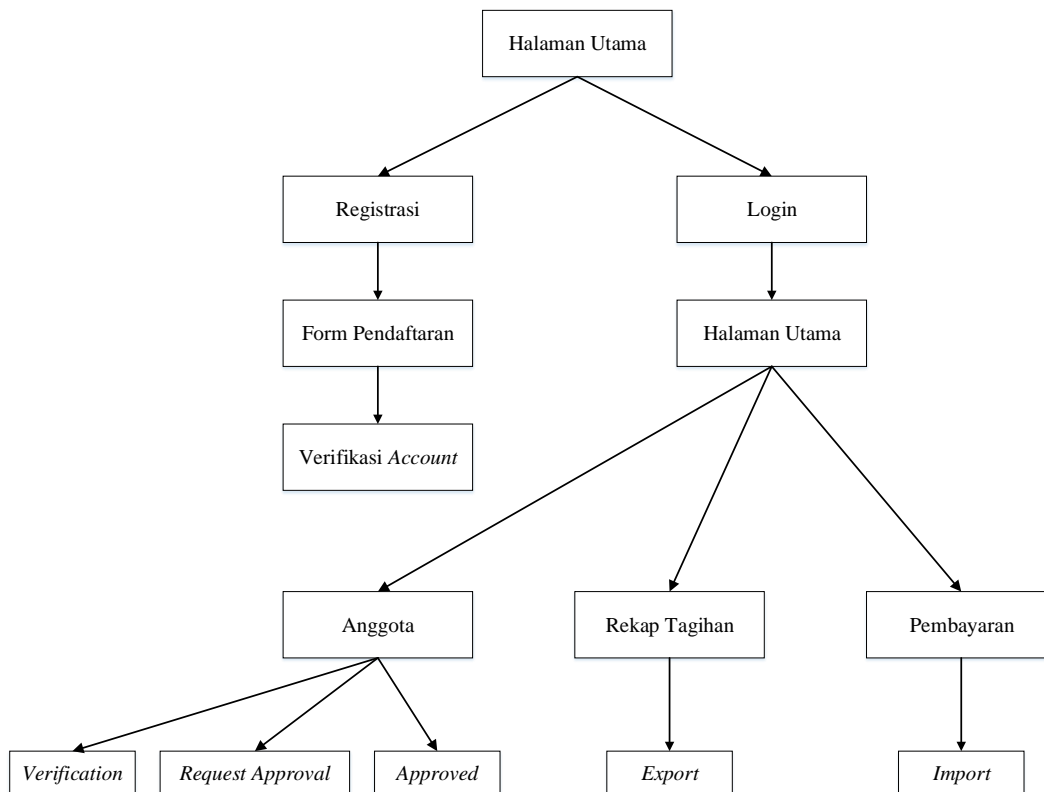 Halaman Utama
Registrasi
Login
Form Pendaftaran
Halaman Utama
Verifikasi Account
Anggota
Rekap Tagihan
Pembayaran
Verification
Request Approval
Approved
Export
Import